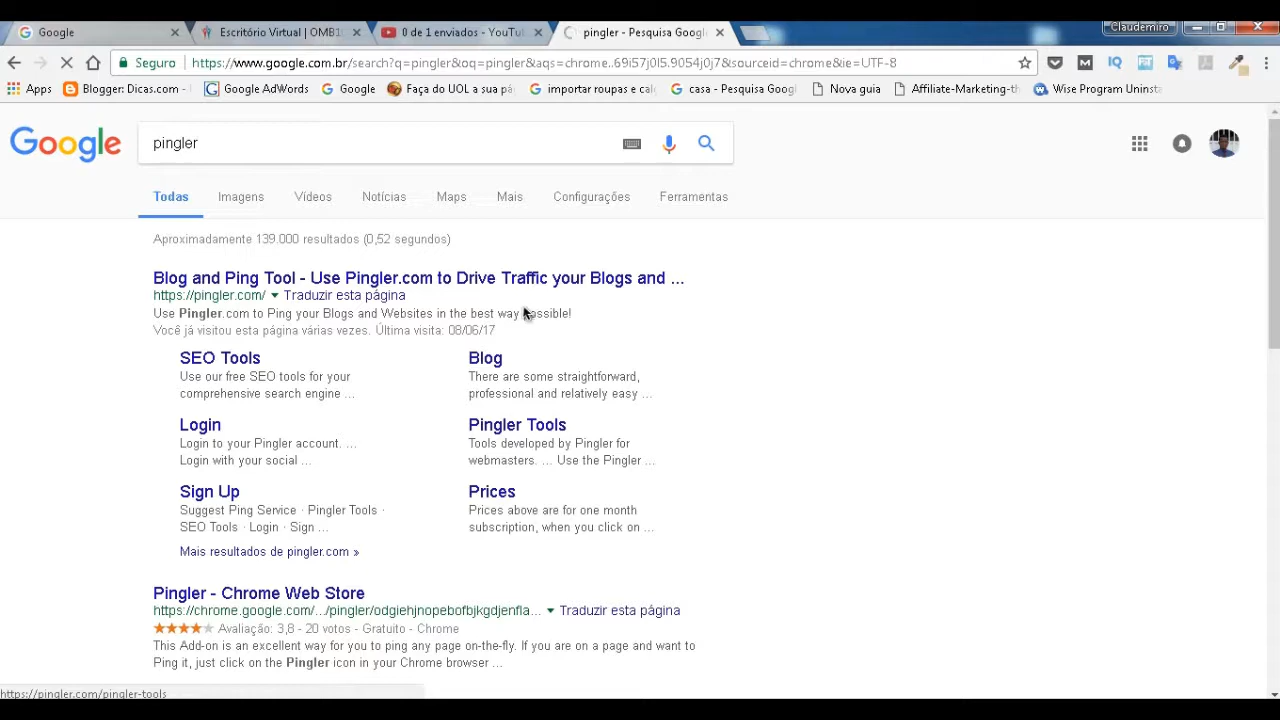 Claudemiro
Google
Escritório Virtual | OMB1
0 de 1 enviados - YouTu
pingler - Pesquisa Googl
Seguro
https://www.google.com.br/search?q=pingler&oq=pingler&aqs=chrome..69i57j0l5.9054j0j7&sourceid=chrome&ie=UTF-8
Apps
Blogger: Dicas.com -
Google AdWords
Google
Faça do UOL a sua pá
importar roupas e calç
casa - Pesquisa Goog
Nova guia
Affiliate-Marketing-th
Wise Program Uninsta
Google
pingler
Todas
Imagens
Vídeos
Notícias
Maps
Mais
Configurações
Ferramentas
Aproximadamente 139.000 resultados (0,52 segundos)
Blog and Ping Tool - Use Pingler.com to Drive Traffic your Blogs and ...
https://pingler.com/ Traduzir esta página
Use Pingler.com to Ping your Blogs and Websites in the best way possible!
Você já visitou esta página várias vezes. Última visita: 08/06/17
SEO Tools
Use our free SEO tools for your
comprehensive search engine ...
Blog
There are some straightforward,
professional and relatively easy ...
Login
Login to your Pingler account. ...
Login with your social ...
Pingler Tools
Tools developed by Pingler for
webmasters. ... Use the Pingler ...
Sign Up
Suggest Ping Service · Pingler Tools ·
SEO Tools · Login · Sign ...
Prices
Prices above are for one month
subscription, when you click on ...
Mais resultados de pingler.com »
Pingler - Chrome Web Store
https://chrome.google.com/.../pingler/odgiehjnopebofbjkgdjenfla... Traduzir esta página
Avaliação: 3,8 - 20 votos - Gratuito - Chrome
This Add-on is an excellent way for you to ping any page on-the-fly. If you are on a page and want to
Ping it, just click on the Pingler icon in your Chrome browser ...
https://pingler.com/pingler-tools